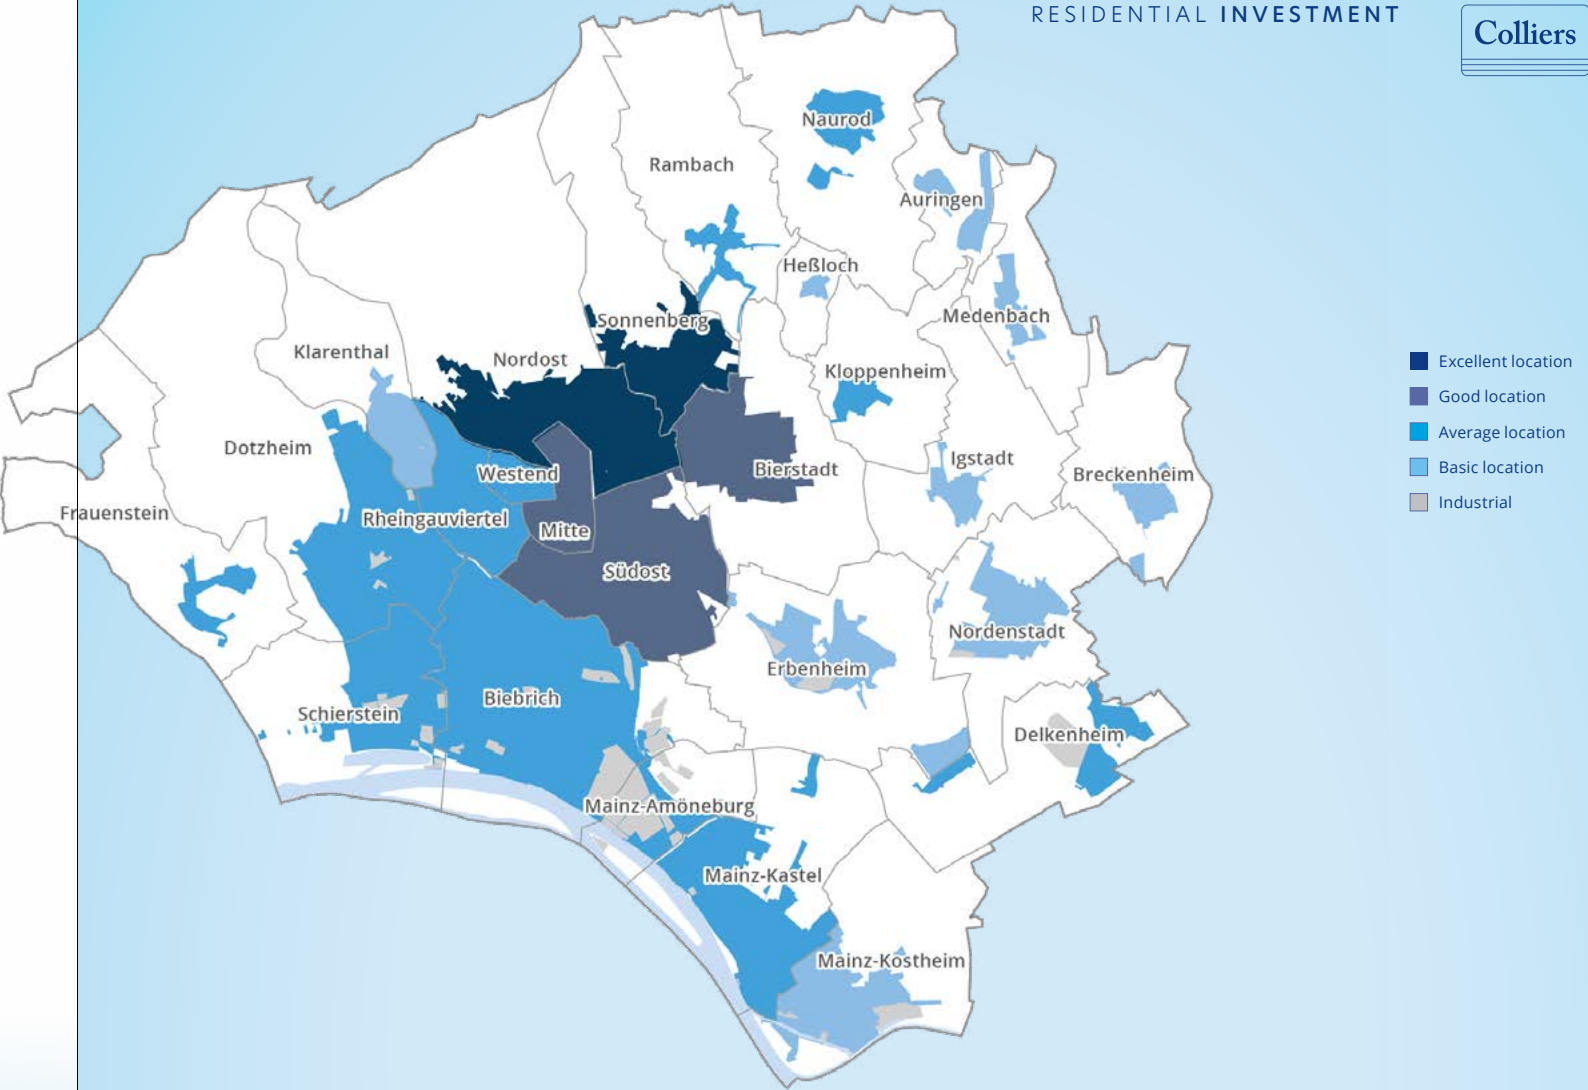 RESIDENTIAL INVESTMENT
Colliers
Naurod
Rambach
Auringen
Heßloch
Medenbach
Sonnenberg
Klarenthal
Nordost
Kloppenheim
Dotzheim
Westend
Bierstadt
Igstadt
Breckenheim
Frauenstein
Rheingauviertel
Mitte
Südost
Nordenstadt
Erbenheim
Biebrich
Schierstein
Delkenheim
Mainz-Amöneburg
Mainz-Kastel
Mainz-Kostheim
Excellent location
Good location
Average location
Basic location
Industrial